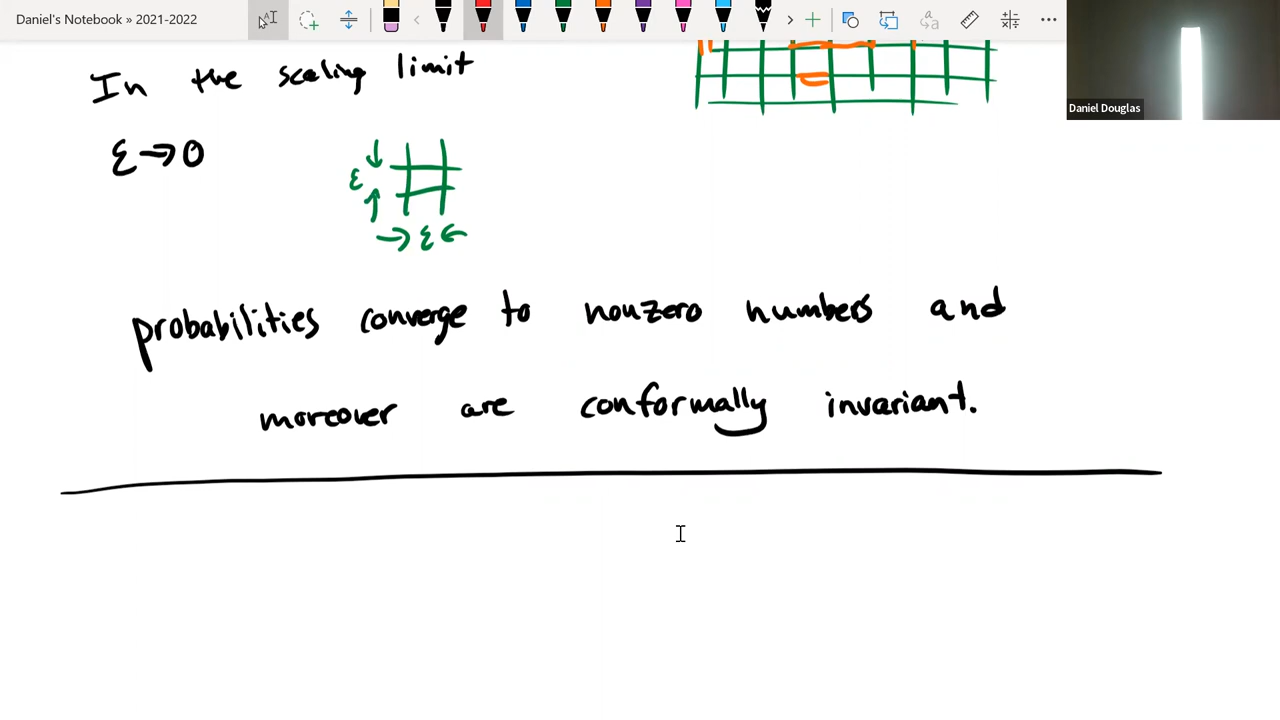 Daniel's Notebook » 2021-2022
In the scaling limit
Daniel Douglas
ε→0
ε
→ε←
probabilities converge to nonzero numbers and
moreover are conformally invariant.